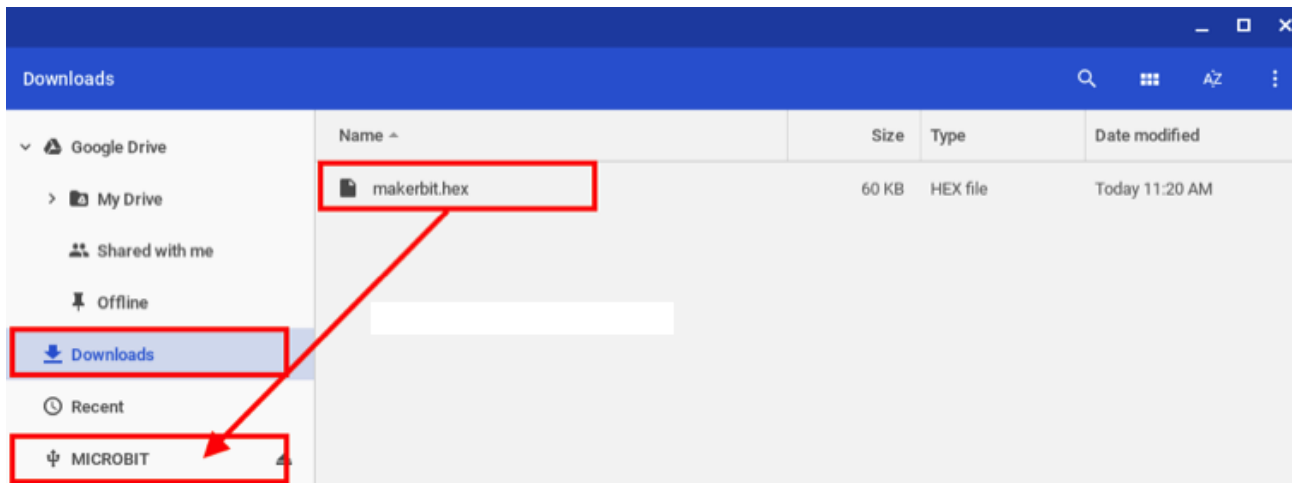 Downloads
Name Size Type Date modified
Google Drive
makerbit.hex 60 KB HEX file Today 11:20 AM
My Drive
Shared with me
Offline
Downloads
Recent
MICROBIT
AZ